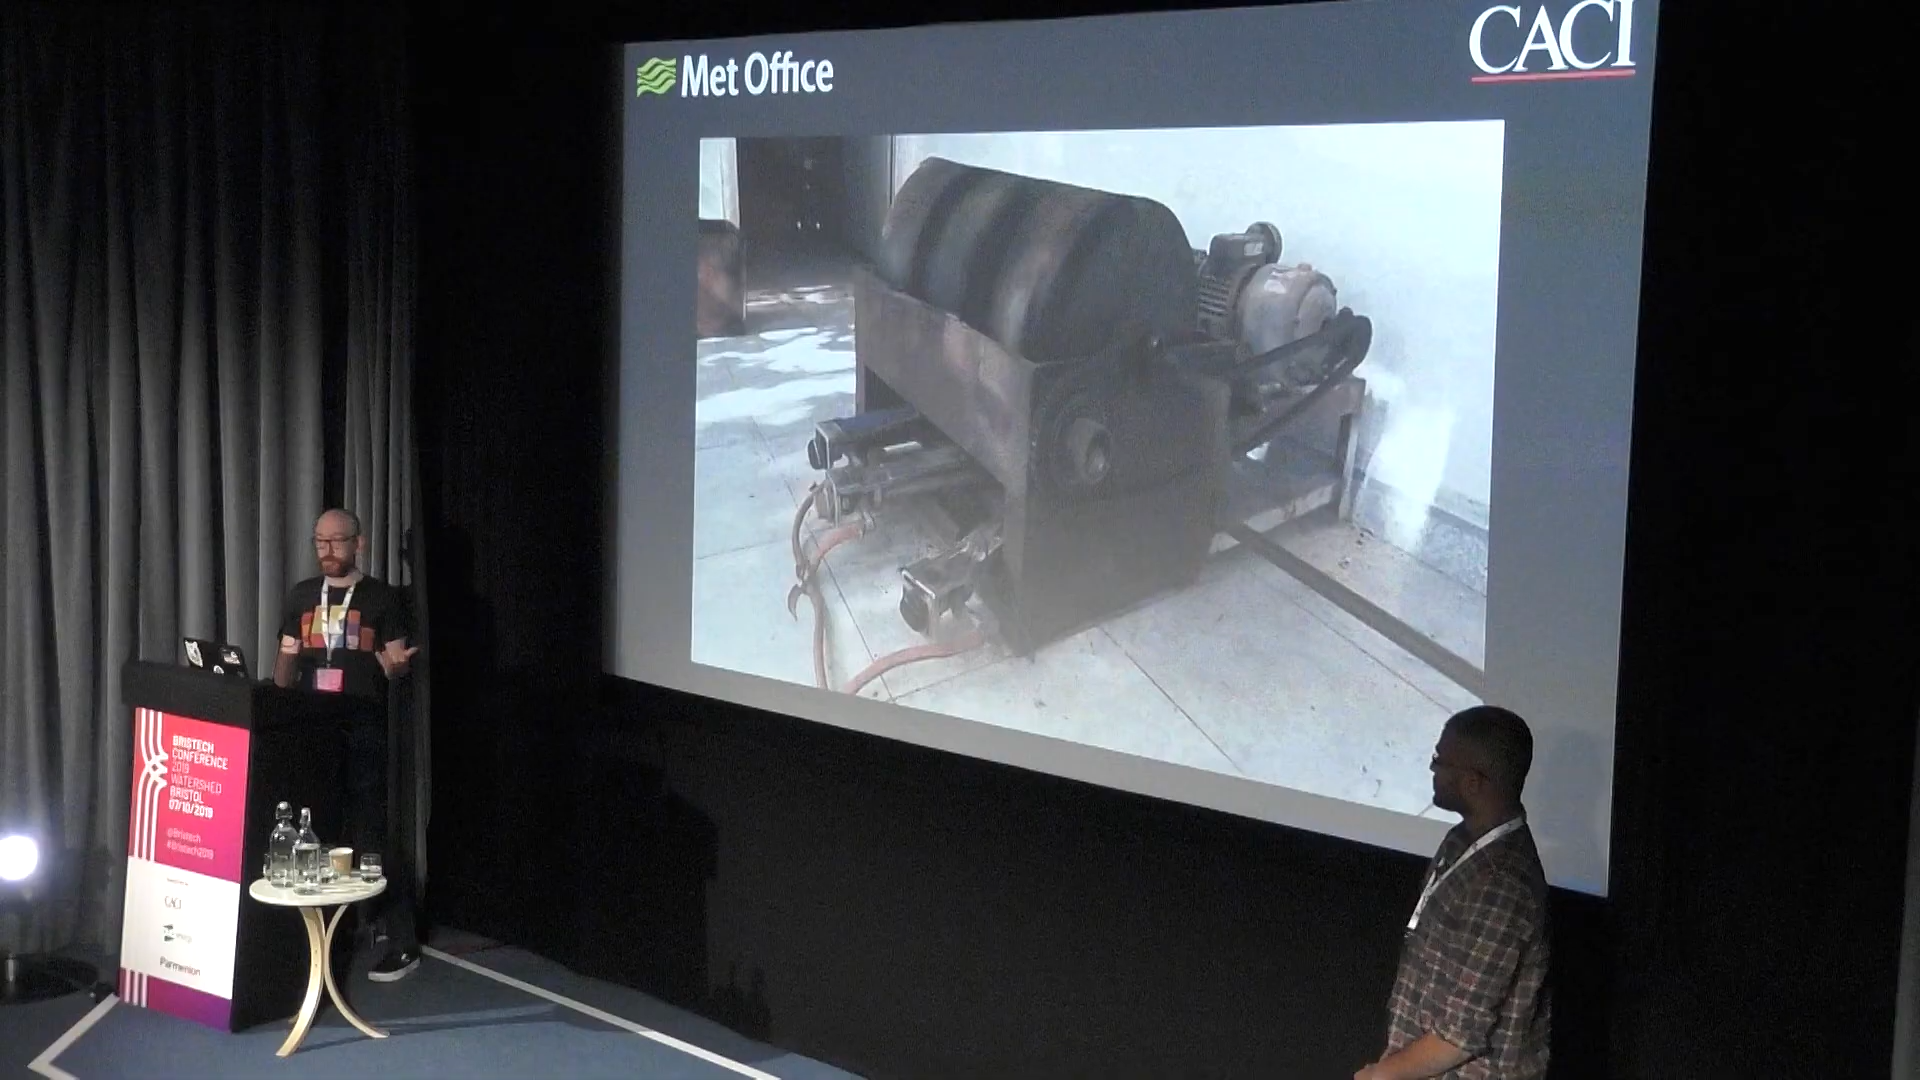 Met Office
CACI
BRISTECH
CONFERENCE
2019
WATERSHED
BRISTOL
07/10/2019
@Bristech
#Bristech2019
CACI
Parmenion